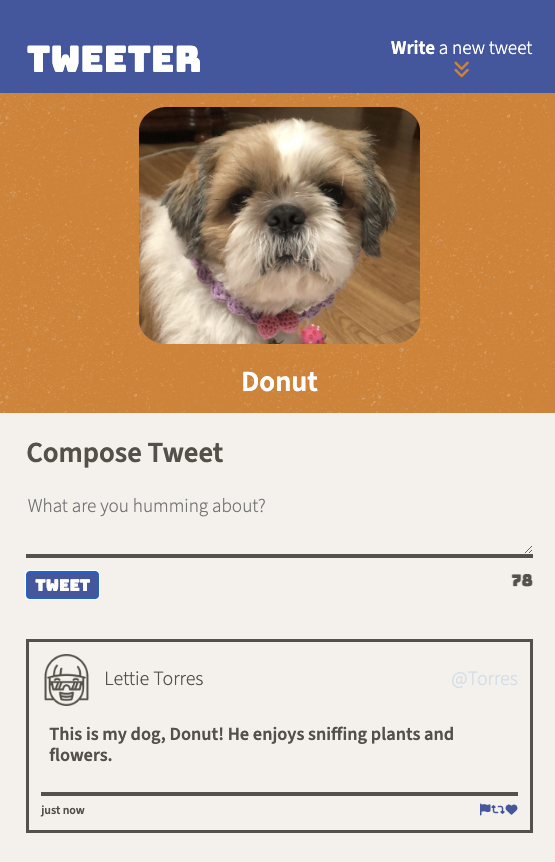 TWEETER
Write a new tweet
Donut
Compose Tweet
What are you humming about?
TWEET
78
Lettie Torres
@Torres
This is my dog, Donut! He enjoys sniffing plants and
flowers.
just now